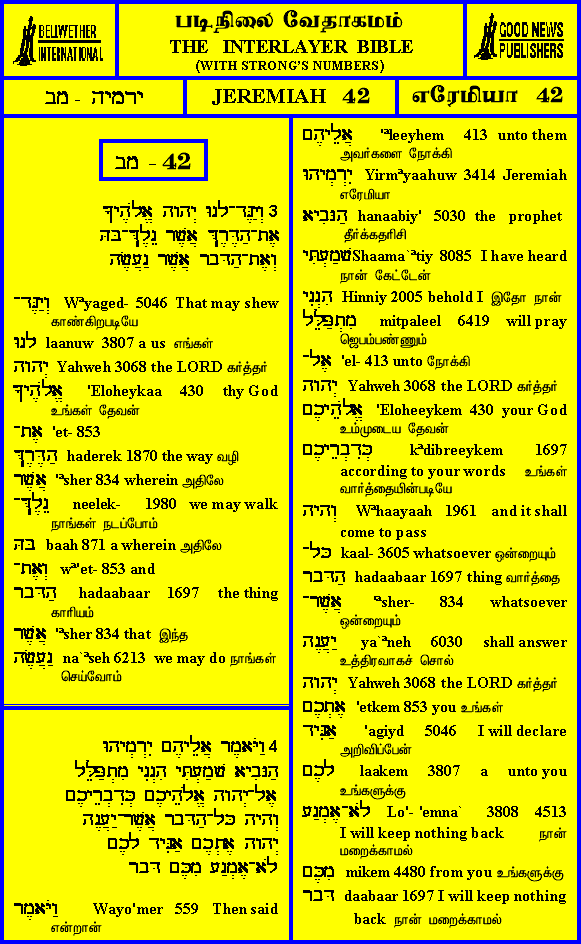 BELLWETHER
INTERNATIONAL
படிநிலை வேதாகமம்
THE INTERLAYER BIBLE
(WITH STRONG'S NUMBERS)
GOOD NEWS
PUBLISHERS
ירמיה - מב
JEREMIAH 42
எரேமியா 42
מב - 42
3 וְיַגֶּד־לָנוּ יְהוָה אֱלֹהֶיךָ
אֶת־הַדֶּרֶךְ אֲשֶׁר נֵלֶךְ־בָּהּ
וְאֶת־הַדָּבָר אֲשֶׁר נַעֲשֶׂה
וְיַגֶּד־ Wᵃyaged- 5046 That may shew
காண்கிறபடியே
לָנוּ laanuw 3807 a us எங்கள்
יְהוָה Yahweh 3068 the LORD கர்த்தர்
אֱלֹהֶיךָ 'Eloheykaa 430 thy God
உங்கள் தேவன்
אֶת־ 'et- 853
הַדֶּרֶךְ haderek 1870 the way வழி
אֲשֶׁר 'ᵃsher 834 wherein அதிலே
נֵלֶךְ־ neelek- 1980 we may walk
நாங்கள் நடப்போம்
בָּהּ baah 871 a wherein அதிலே
וְאֶת־ wᵃ'et- 853 and
הַדָּבָר hadaabaar 1697 the thing
காரியம்
אֲשֶׁר 'ᵃsher 834 that இந்த
נַעֲשֶׂה na`ᵃseh 6213 we may do நாங்கள்
செய்வோம்
4 וַיֹּאמֶר אֲלֵיהֶם יִרְמְיָהוּ
הַנָּבִיא שָׁמַעְתִּי הִנְנִי מִתְפַּלֵּל
אֶל־יְהוָה אֱלֹהֵיכֶם כְּדִבְרֵיכֶם
וְהָיָה כָּל־הַדָּבָר אֲשֶׁר־יַעֲנֶה
יְהוָה אֶתְכֶם אַגִּיד לָכֶם
לֹא־אֶמְנַע מִכֶּם דָּבָר
וַיֹּאמֶר Wayo'mer 559 Then said
என்றான்
אֲלֵיהֶם 'ᵃleeyhem 413 unto them
அவர்களை நோக்கி
יִרְמְיָהוּ Yirmᵃyaahuw 3414 Jeremiah
எரேமியா
הַנָּבִיא hanaabiy' 5030 the prophet
தீர்க்கதரிசி
שָׁמַעְתִּי Shaama`ᵃtiy 8085 I have heard
நான் கேட்டேன்
הִנְנִי Hinniy 2005 behold I இதோ நான்
מִתְפַּלֵּל mitpaleel 6419 will pray
ஜெபம்பண்ணும்
אֶל־ 'el- 413 unto நோக்கி
יְהוָה Yahweh 3068 the LORD கர்த்தர்
אֱלֹהֵיכֶם 'Eloheeykem 430 your God
உம்முடைய தேவன்
כְּדִבְרֵיכֶם kᵃdibreeykem 1697
according to your words உங்கள்
வார்த்தையின்படியே
וְהָיָה Wᵃhaayaah 1961 and it shall
come to pass
כָּל־ kaal- 3605 whatsoever ஒன்றையும்
הַדָּבָר hadaabaar 1697 thing வார்த்தை
אֲשֶׁר־ 'ᵃsher- 834 whatsoever
ஒன்றையும்
יַעֲנֶה ya`ᵃneh 6030 shall answer
உத்திரவாகச் சொல்
יְהוָה Yahweh 3068 the LORD கர்த்தர்
אֶתְכֶם 'etkem 853 you உங்கள்
אַגִּיד 'agiyd 5046 I will declare
அறிவிப்பேன்
לָכֶם laakem 3807 a unto you
உங்களுக்கு
לֹא־אֶמְנַע Lo'- 'emna` 3808 4513
I will keep nothing back நான்
மறைக்காமல்
מִכֶּם mikem 4480 from you உங்களுக்கு
דָּבָר daabaar 1697 I will keep nothing
back நான் மறைக்காமல்